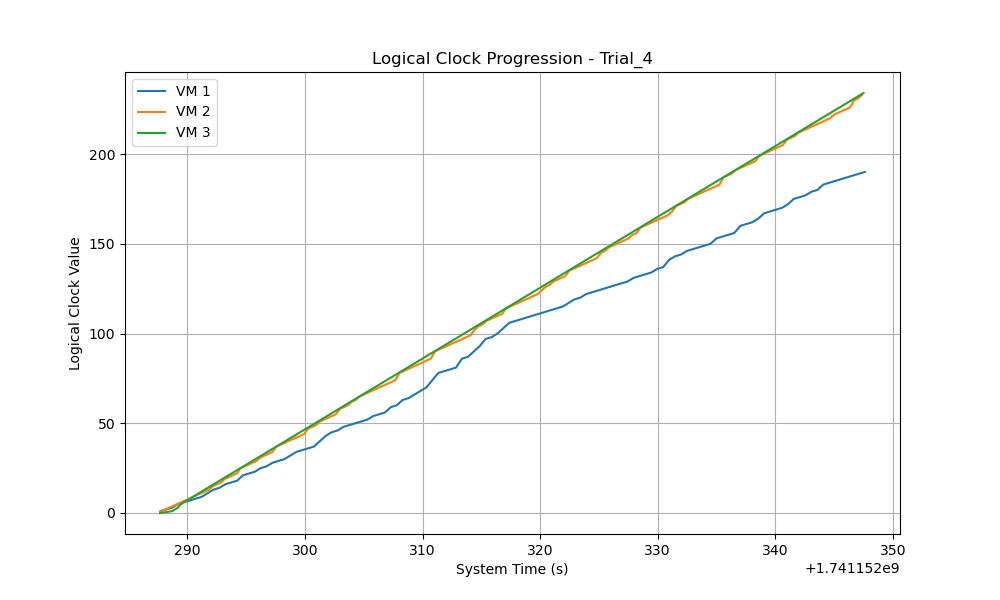 Logical Clock Progression - Trial_4
VM 1
VM 2
VM 3
Logical Clock Value
200
150
100
50
0
290
300
310
320
330
340
350
System Time (s)
+1.741152e9